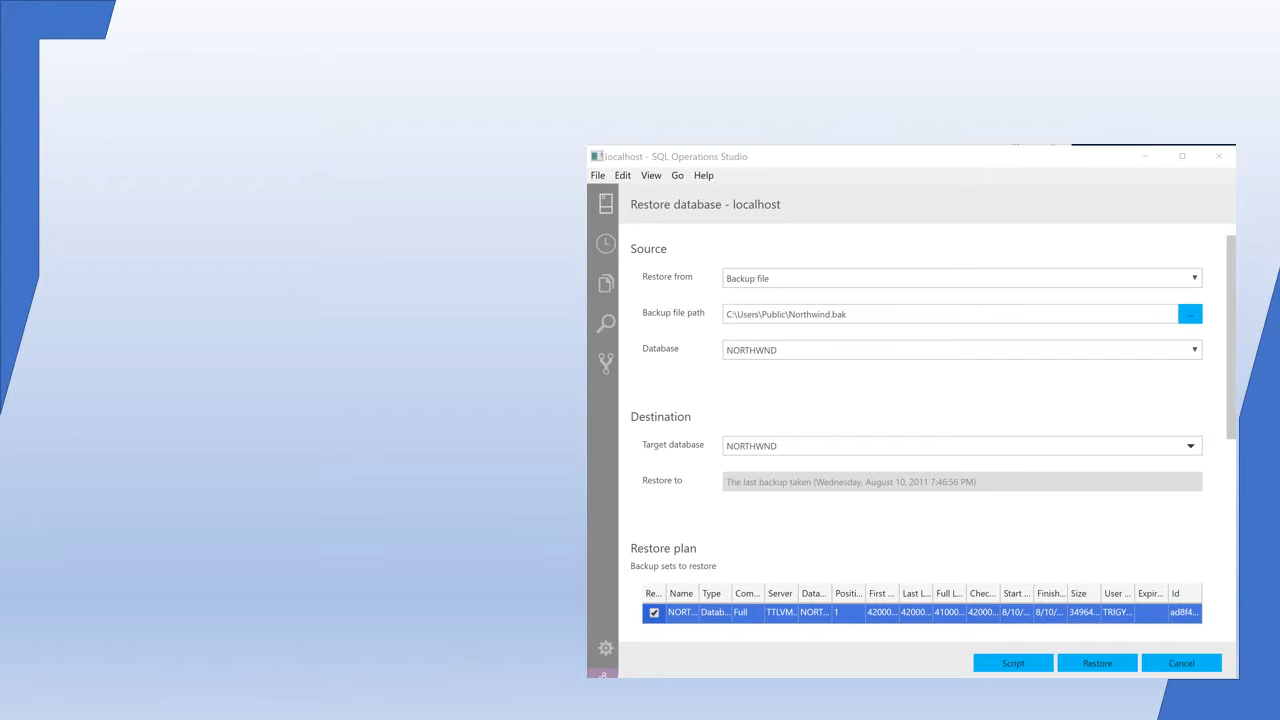 localhost - SQL Operations Studio
File Edit View Go Help
Restore database - localhost
Source
Restore from Backup file
Backup file path C:\Users\Public\Northwind.bak ...
Database NORTHWND
Destination
Target database NORTHWND
Restore to The last backup taken (Wednesday, August 10, 2011 7:46:56 PM)
Restore plan
Backup sets to restore
Re... Name Type Com... Server Data... Positi... First ... Last L... Full L... Chec... Start ... Finish... Size User ... Expir... Id
NORT... Datab... Full TTLVM... NORT... 1 42000... 42000... 41000... 42000... 8/10/... 8/10/... 34964... TRIGY... ad8f4...
Script Restore Cancel